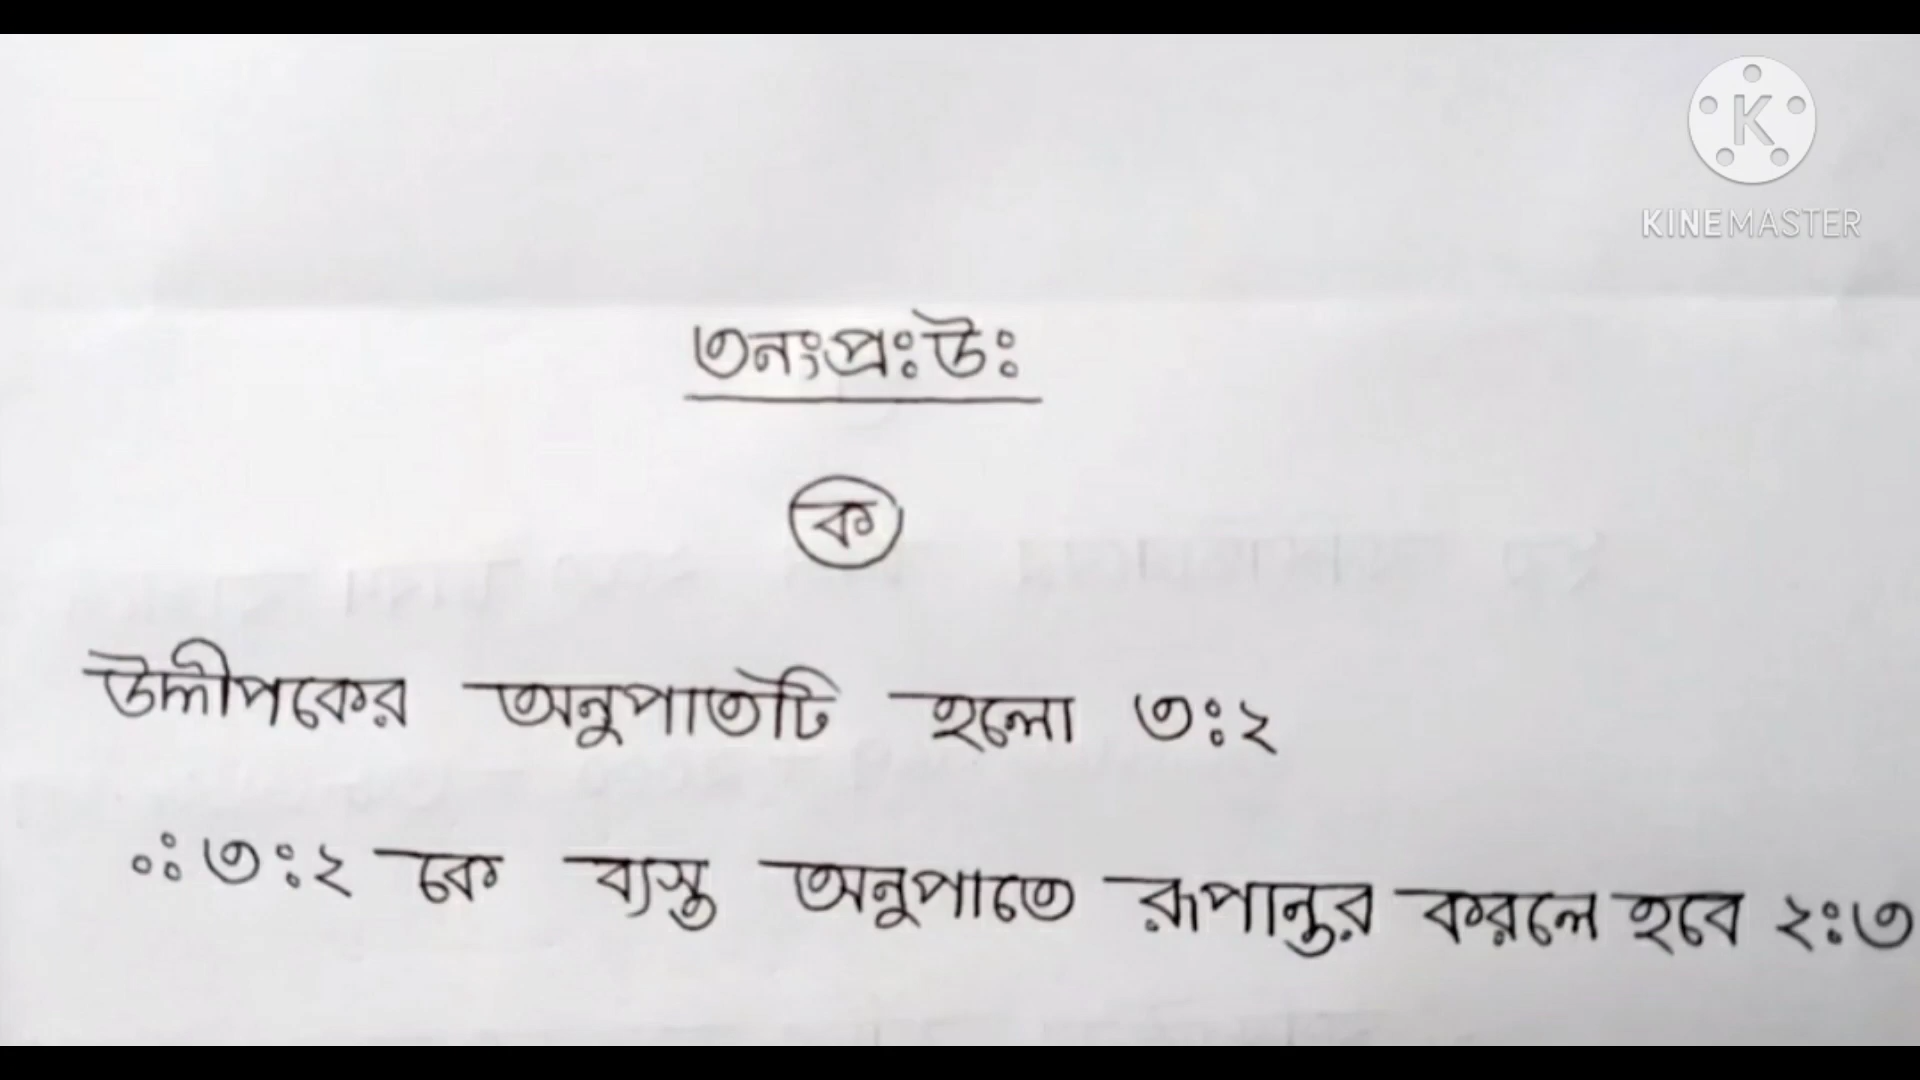 K
KINEMASTER
৩নংপ্রঃউঃ
ক
উদ্দীপকের অনুপাতটি হলো ৩ঃ২
∴ ৩ঃ২ কে ব্যস্ত অনুপাতে রূপান্তর করলে হবে ২ঃ৩